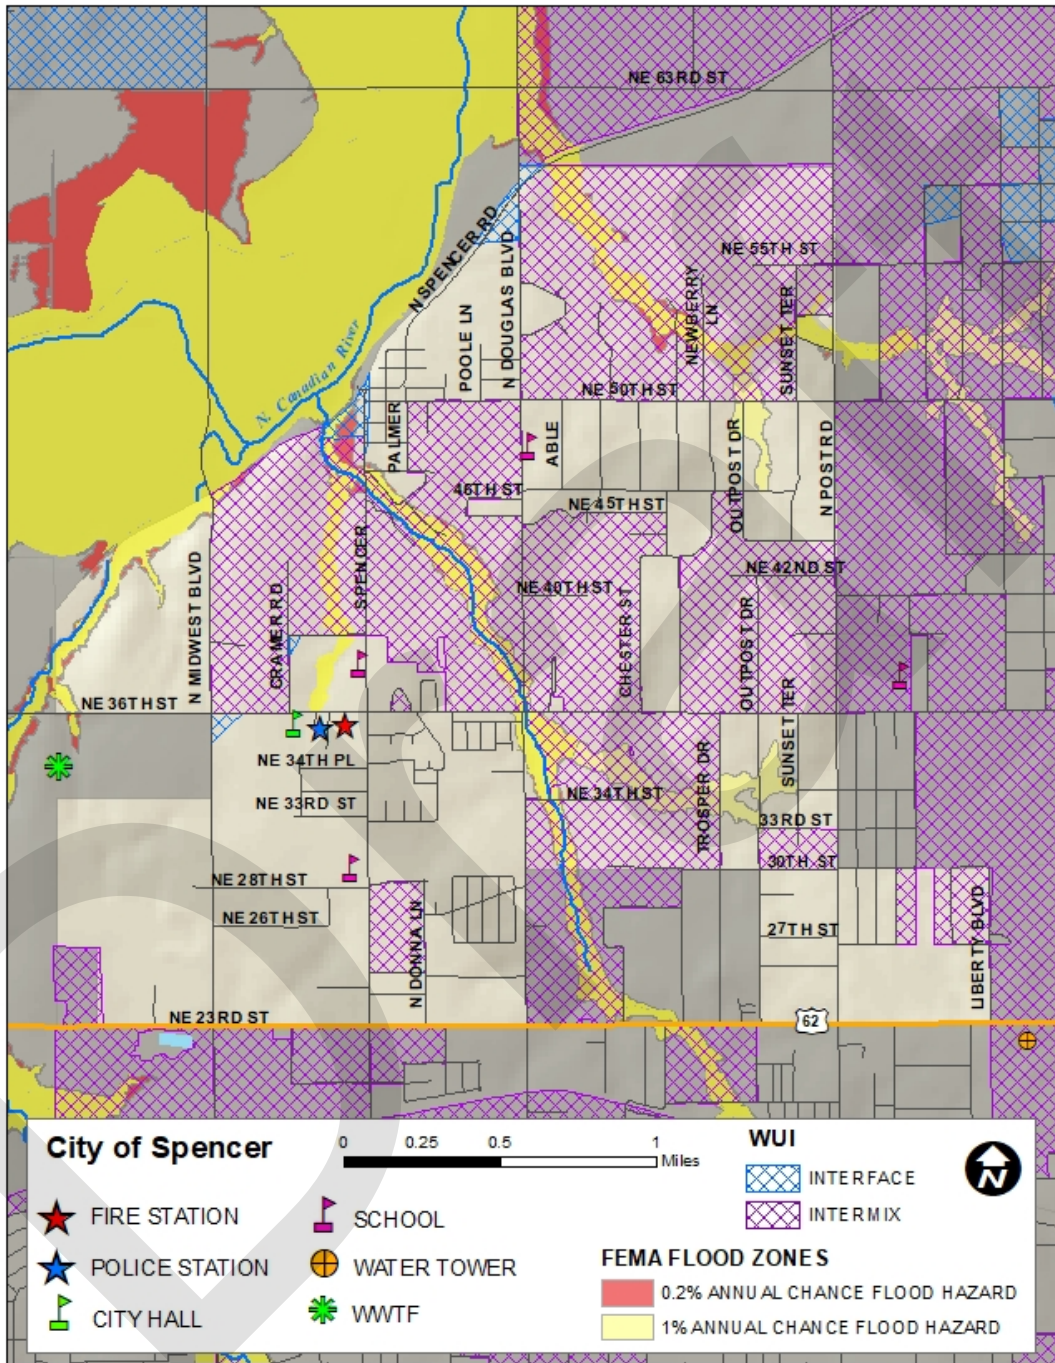 NE 63RD ST
N SPENCER RD
NE 55TH ST
N DOUGLAS BLVD
NEWBERRY
LN
SUNSET TER
POOLE LN
N. Canadian River
NE 50TH ST
PALMER
ABLE
OUTPOST DR
N POST RD
46TH ST
NE 45TH ST
N MIDWEST BLVD
SPENCER
NE 42ND ST
NE 40TH ST
CRAMER RD
CHESTER ST
OUTPOST DR
NE 36TH ST
SUNSET TER
NE 34TH PL
TROSPER DR
NE 34TH ST
NE 33RD ST
33RD ST
30TH ST
NE 28TH ST
N DONNA LN
LIBERTY BLVD
NE 26TH ST
27TH ST
NE 23RD ST
62
City of Spencer
0 0.25 0.5 1
Miles
WUI
INTERFACE
INTERMIX
N
FIRE STATION
SCHOOL
POLICE STATION
WATER TOWER
CITY HALL
WWTF
FEMA FLOOD ZONES
0.2% ANNUAL CHANCE FLOOD HAZARD
1% ANNUAL CHANCE FLOOD HAZARD